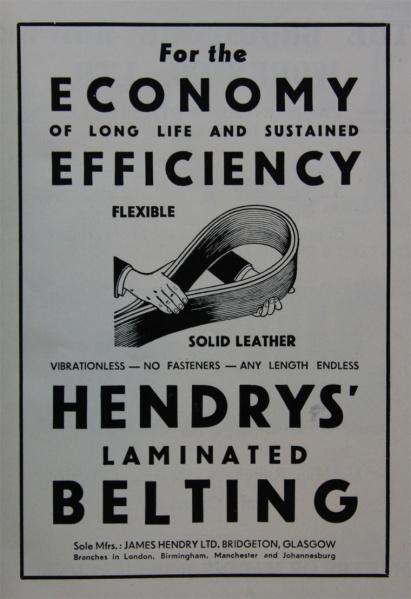 For the
ECONOMY
OF LONG LIFE AND SUSTAINED
EFFICIENCY
FLEXIBLE
SOLID LEATHER
VIBRATIONLESS — NO FASTENERS — ANY LENGTH ENDLESS
HENDRYS'
LAMINATED
BELTING
Sole Mfrs.: JAMES HENDRY LTD. BRIDGETON, GLASGOW
Branches in London, Birmingham, Manchester and Johannesburg